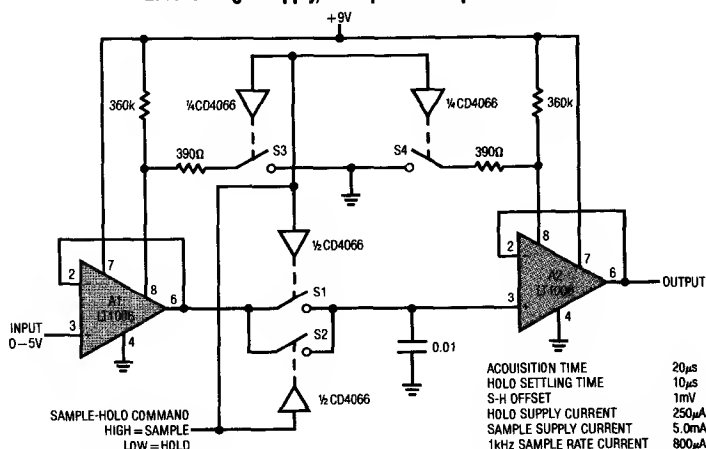 +9V
360k
¼CD4066
¼CD4066
360k
390Ω
S3
S4
390Ω
½CD4066
2
7
8
6
A1
LT1006
3
4
INPUT
0–5V
S1
S2
½CD4066
0.01
2
8
7
6
A2
LT1006
3
4
OUTPUT
SAMPLE-HOLD COMMAND
HIGH = SAMPLE
LOW = HOLD
ACQUISITION TIME 20µs
HOLD SETTLING TIME 10µs
S-H OFFSET 1mV
HOLD SUPPLY CURRENT 250µA
SAMPLE SUPPLY CURRENT 5.0mA
1kHz SAMPLE RATE CURRENT 800µA